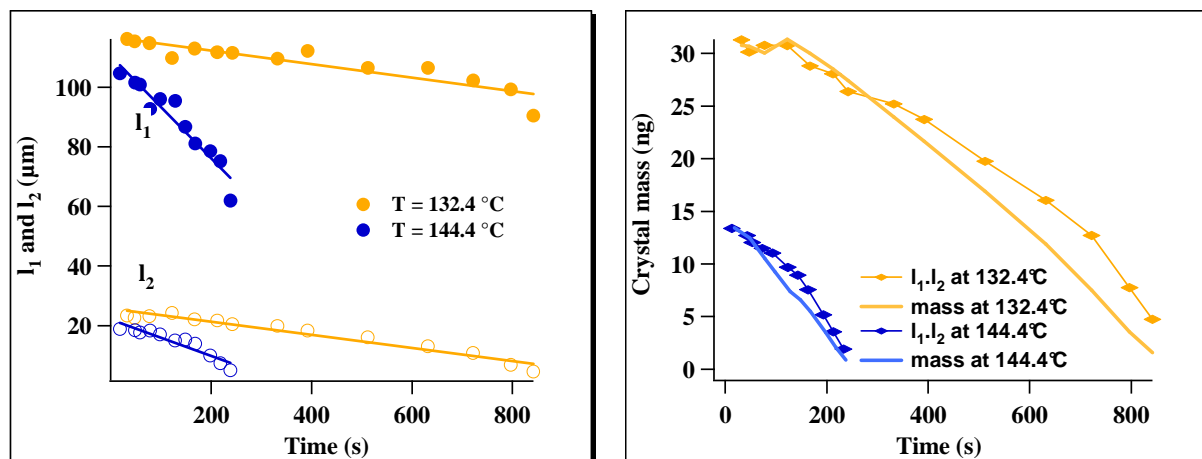 l₁ and l₂ (µm)
100
80
60
40
20
l₁
T = 132.4 °C
T = 144.4 °C
l₂
200
400
600
800
Time (s)
Crystal mass (ng)
30
25
20
15
10
5
0
l₁.l₂ at 132.4°C
mass at 132.4°C
l₁.l₂ at 144.4°C
mass at 144.4°C
0
200
400
600
800
Time (s)